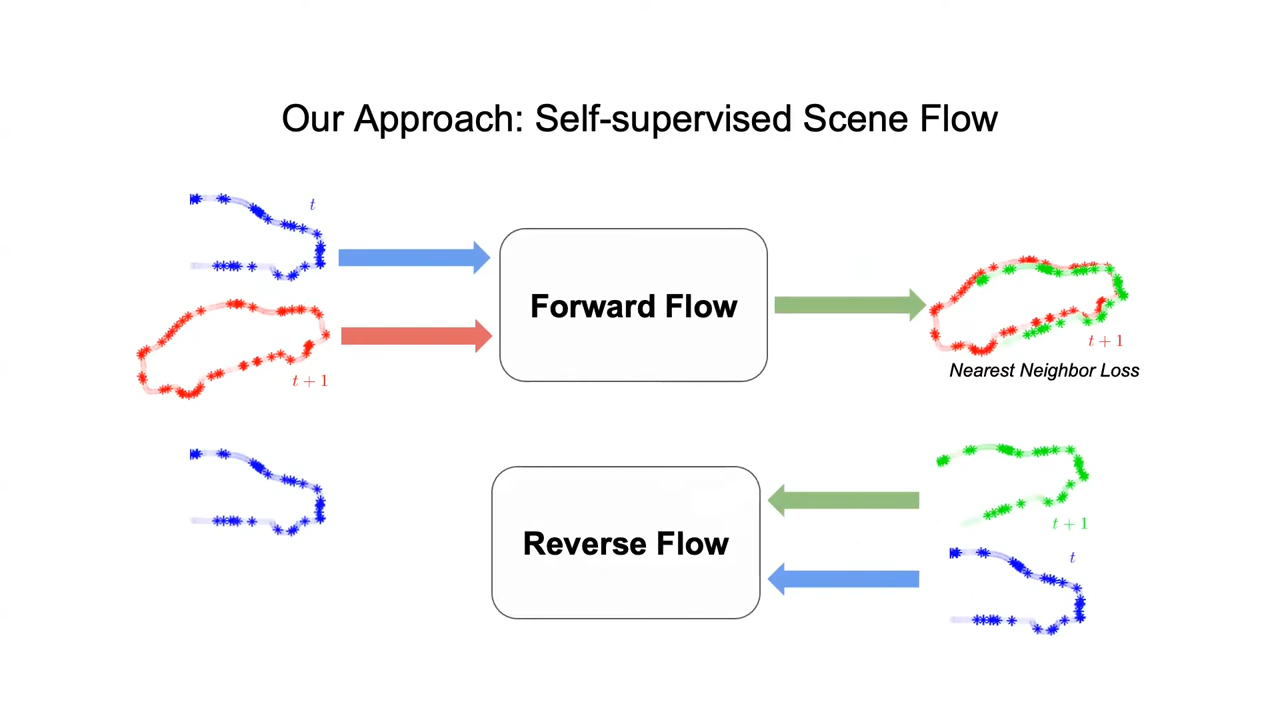 Our Approach: Self-supervised Scene Flow
t
t + 1
Forward Flow
t + 1
Nearest Neighbor Loss
Reverse Flow
t + 1
t